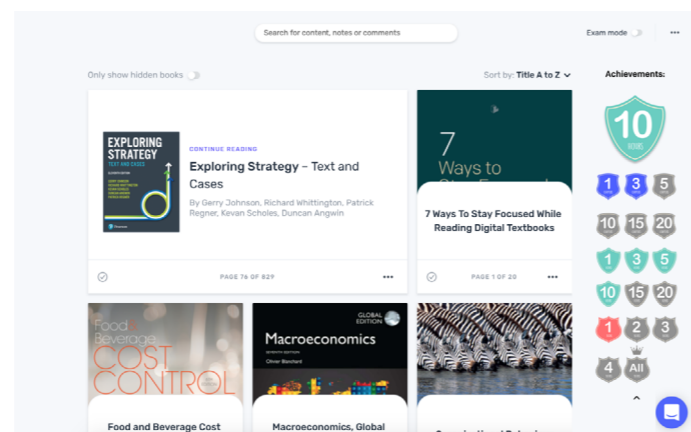 Search for content, notes or comments
Exam mode
Only show hidden books
Sort by: Title A to Z
Achievements:
EXPLORING
STRATEGY
TEXT AND CASES
CONTINUE READING
Exploring Strategy – Text and
Cases
By Gerry Johnson, Richard Whittington, Patrick
Regner, Kevan Scholes, Duncan Angwin
PAGE 76 OF 829
7
Ways to
7 Ways To Stay Focused While
Reading Digital Textbooks
PAGE 1 OF 20
10
HOURS
1 3 5
10 15 20
1 3 5
10 15 20
1 2 3
4 All
Food &
Beverage
COST
CONTROL
Food and Beverage Cost
GLOBAL
EDITION
Macroeconomics
SEVENTH EDITION
Olivier Blanchard
Macroeconomics, Global